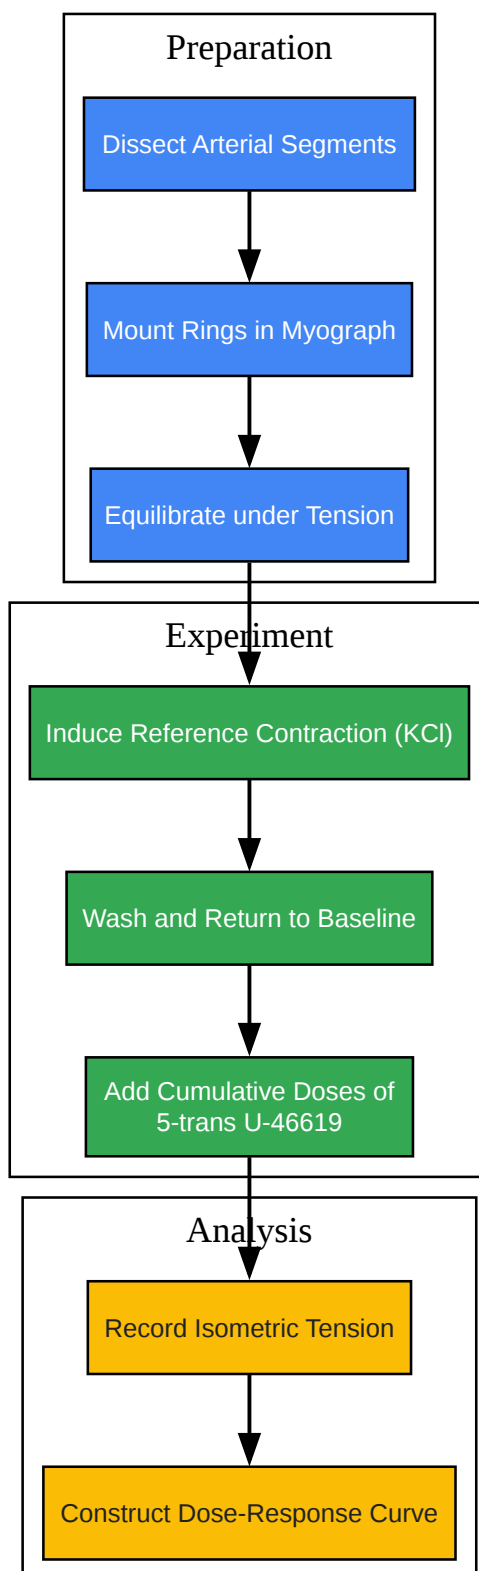 Preparation
Dissect Arterial Segments
Mount Rings in Myograph
Equilibrate under Tension
Experiment
Induce Reference Contraction (KCl)
Wash and Return to Baseline
Add Cumulative Doses of
5-trans U-46619
Analysis
Record Isometric Tension
Construct Dose-Response Curve